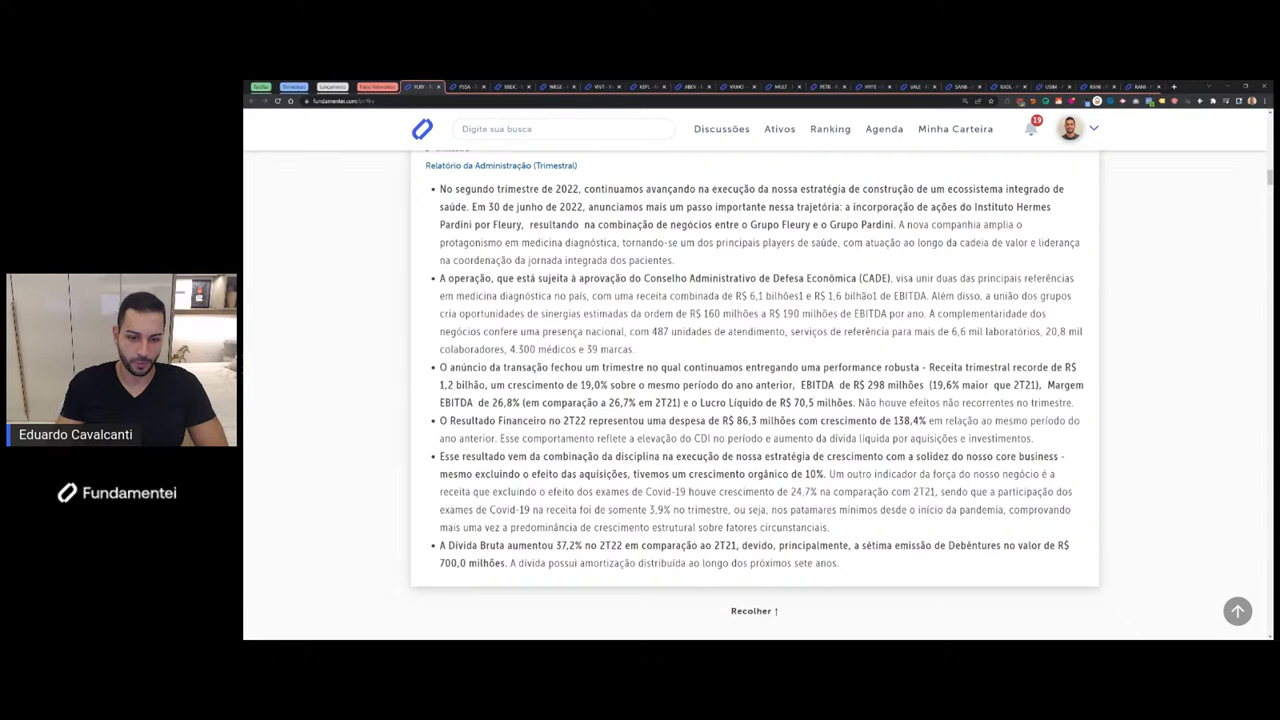 Tarefas
Trimestrais
Lançamento
FLRY
WEGE
VIVT
KEPL
ABEV
MULT
PETR
HYPE
VALE
SANB
RADL
USIM
RANI
RANI
fundamentei.com/br/flry
Digite sua busca
Discussões
Ativos
Ranking
Agenda
Minha Carteira
19
Relatório da Administração (Trimestral)
• No segundo trimestre de 2022, continuamos avançando na execução da nossa estratégia de construção de um ecossistema integrado de
saúde. Em 30 de junho de 2022, anunciamos mais um passo importante nessa trajetória: a incorporação de ações do Instituto Hermes
Pardini por Fleury, resultando na combinação de negócios entre o Grupo Fleury e o Grupo Pardini. A nova companhia amplia o
protagonismo em medicina diagnóstica, tornando-se um dos principais players de saúde, com atuação ao longo da cadeia de valor e liderança
na coordenação da jornada integrada dos pacientes.
• A operação, que está sujeita à aprovação do Conselho Administrativo de Defesa Econômica (CADE), visa unir duas das principais referências
em medicina diagnóstica no país, com uma receita combinada de R$ 6,1 bilhões1 e R$ 1,6 bilhão1 de EBITDA. Além disso, a união dos grupos
cria oportunidades de sinergias estimadas da ordem de R$ 160 milhões a R$ 190 milhões de EBITDA por ano. A complementaridade dos
negócios confere uma presença nacional, com 487 unidades de atendimento, serviços de referência para mais de 6,6 mil laboratórios, 20,8 mil
colaboradores, 4.300 médicos e 39 marcas.
• O anúncio da transação fechou um trimestre no qual continuamos entregando uma performance robusta - Receita trimestral recorde de R$
1,2 bilhão, um crescimento de 19,0% sobre o mesmo período do ano anterior, EBITDA de R$ 298 milhões (19,6% maior que 2T21), Margem
EBITDA de 26,8% (em comparação a 26,7% em 2T21) e o Lucro Líquido de R$ 70,5 milhões. Não houve efeitos não recorrentes no trimestre.
• O Resultado Financeiro no 2T22 representou uma despesa de R$ 86,3 milhões com crescimento de 138,4% em relação ao mesmo período do
ano anterior. Esse comportamento reflete a elevação do CDI no período e aumento da dívida líquida por aquisições e investimentos.
• Esse resultado vem da combinação da disciplina na execução de nossa estratégia de crescimento com a solidez do nosso core business -
mesmo excluindo o efeito das aquisições, tivemos um crescimento orgânico de 10%. Um outro indicador da força do nosso negócio é a
receita que excluindo o efeito dos exames de Covid-19 houve crescimento de 24,7% na comparação com 2T21, sendo que a participação dos
exames de Covid-19 na receita foi de somente 3,9% no trimestre, ou seja, nos patamares mínimos desde o início da pandemia, comprovando
mais uma vez a predominância de crescimento estrutural sobre fatores circunstanciais.
• A Dívida Bruta aumentou 37,2% no 2T22 em comparação ao 2T21, devido, principalmente, a sétima emissão de Debêntures no valor de R$
700,0 milhões. A dívida possui amortização distribuída ao longo dos próximos sete anos.
Recolher ↑
Eduardo Cavalcanti
Fundamentei